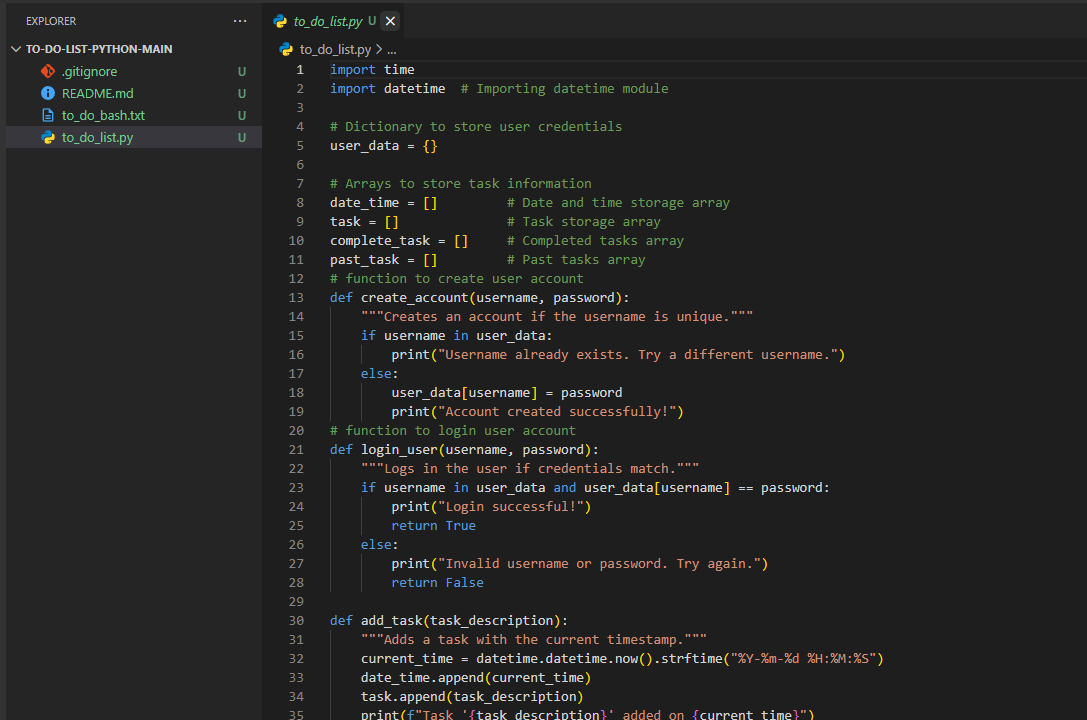 EXPLORER ...
TO-DO-LIST-PYTHON-MAIN
.gitignore U
README.md U
to_do_bash.txt U
to_do_list.py U
to_do_list.py U
to_do_list.py > ...
1 import time
2 import datetime  # Importing datetime module
3
4 # Dictionary to store user credentials
5 user_data = {}
6
7 # Arrays to store task information
8 date_time = []         # Date and time storage array
9 task = []              # Task storage array
10 complete_task = []     # Completed tasks array
11 past_task = []         # Past tasks array
12 # function to create user account
13 def create_account(username, password):
14     """Creates an account if the username is unique."""
15     if username in user_data:
16         print("Username already exists. Try a different username.")
17     else:
18         user_data[username] = password
19         print("Account created successfully!")
20 # function to login user account
21 def login_user(username, password):
22     """Logs in the user if credentials match."""
23     if username in user_data and user_data[username] == password:
24         print("Login successful!")
25         return True
26     else:
27         print("Invalid username or password. Try again.")
28         return False
29
30 def add_task(task_description):
31     """Adds a task with the current timestamp."""
32     current_time = datetime.datetime.now().strftime("%Y-%m-%d %H:%M:%S")
33     date_time.append(current_time)
34     task.append(task_description)
35     print(f"Task '{task_description}' added on {current_time}")